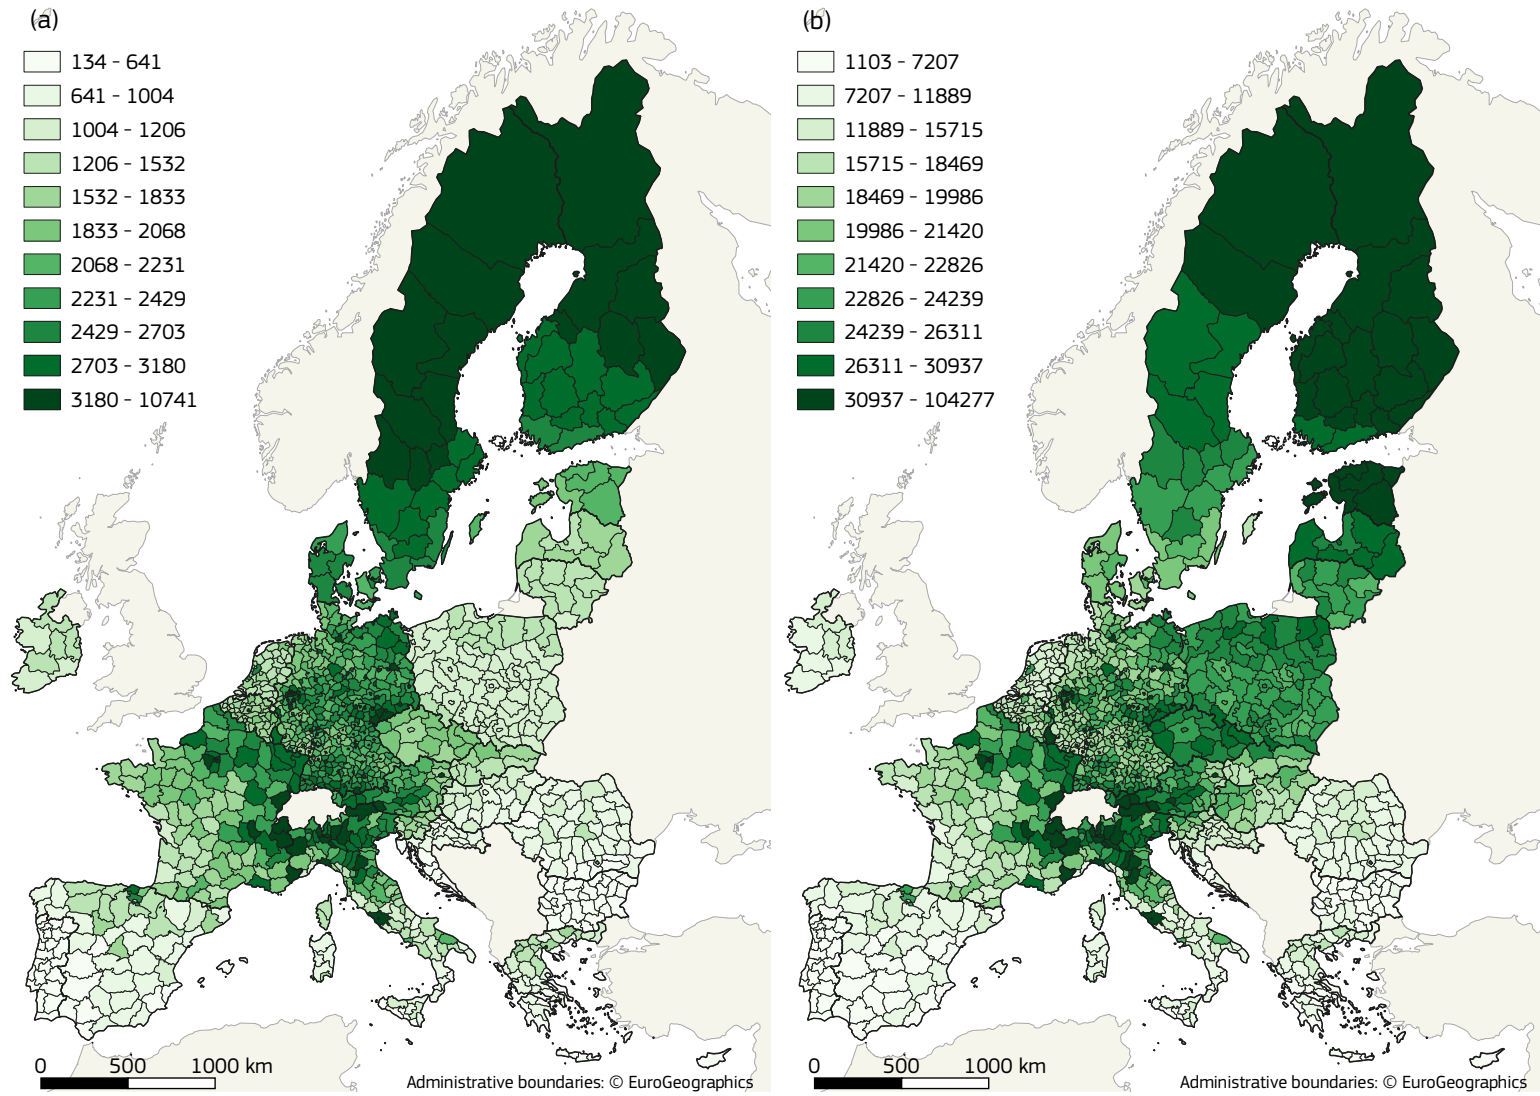 (a)
134 - 641
641 - 1004
1004 - 1206
1206 - 1532
1532 - 1833
1833 - 2068
2068 - 2231
2231 - 2429
2429 - 2703
2703 - 3180
3180 - 10741
0 500 1000 km
Administrative boundaries: © EuroGeographics
(b)
1103 - 7207
7207 - 11889
11889 - 15715
15715 - 18469
18469 - 19986
19986 - 21420
21420 - 22826
22826 - 24239
24239 - 26311
26311 - 30937
30937 - 104277
0 500 1000 km
Administrative boundaries: © EuroGeographics